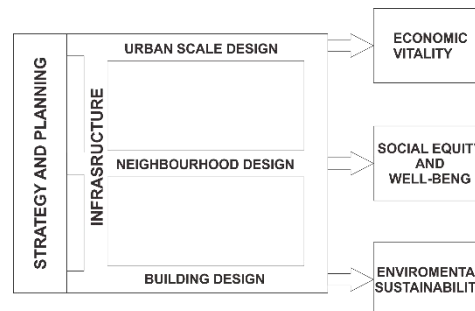 STRATEGY AND PLANNING
INFRASRUCTURE
URBAN SCALE DESIGN
NEIGHBOURHOOD DESIGN
BUILDING DESIGN
ECONOMIC
VITALITY
SOCIAL EQUITY
AND
WELL-BENG
ENVIROMENTA
SUSTAINABILIT